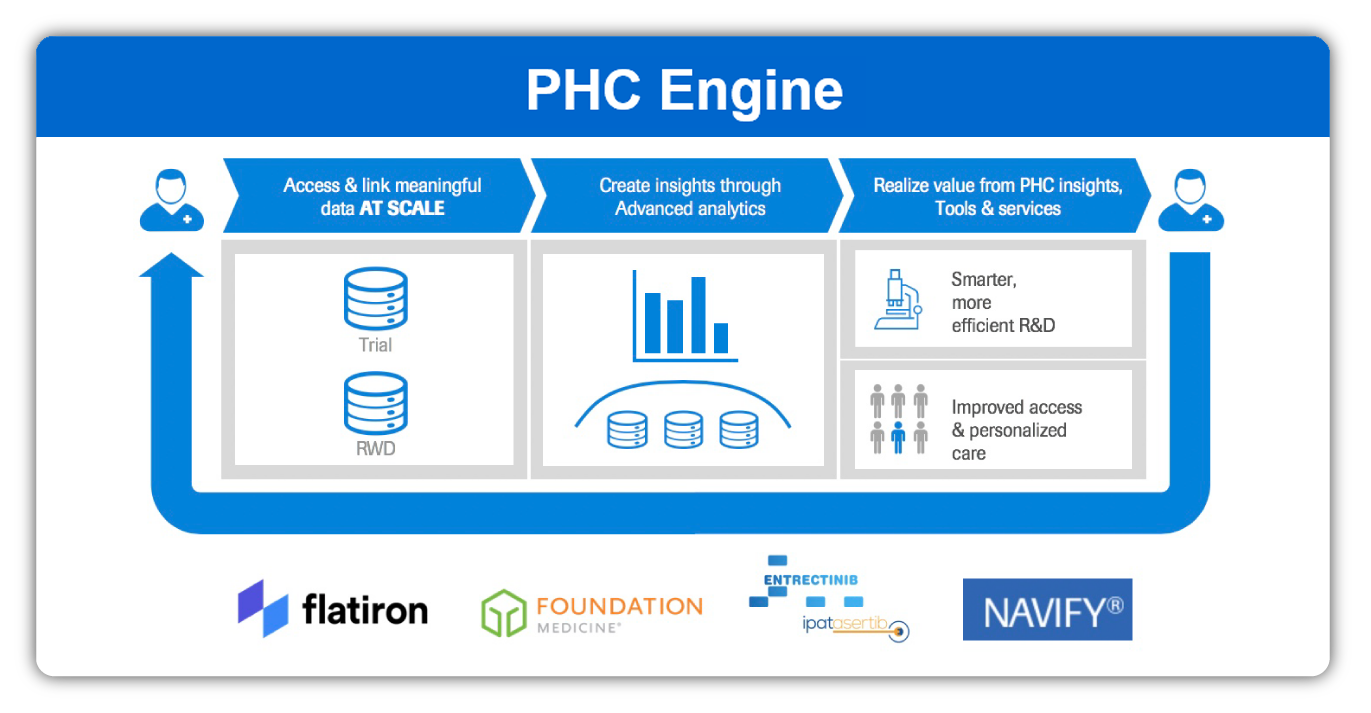 PHC Engine
Access & link meaningful
data AT SCALE
Create insights through
Advanced analytics
Realize value from PHC insights,
Tools & services
Trial
RWD
Smarter,
more
efficient R&D
Improved access
& personalized
care
flatiron
FOUNDATION
MEDICINE®
ENTRECTINIB
ipatasertib
NAVIFY®